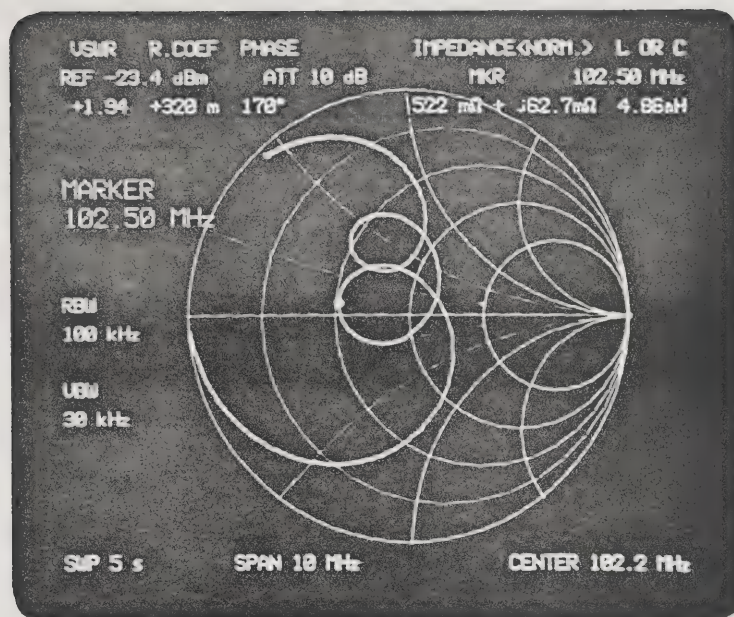 VSWR R.COEF PHASE IMPEDANCE<NORM.> L OR C
REF -23.4 dBm ATT 10 dB MKR 102.50 MHz
+1.94 +320 m 170° 522 mΩ + j62.7mΩ 4.86nH
MARKER
102.50 MHz
RBW
100 kHz
VBW
30 kHz
SWP 5 s SPAN 10 MHz CENTER 102.2 MHz